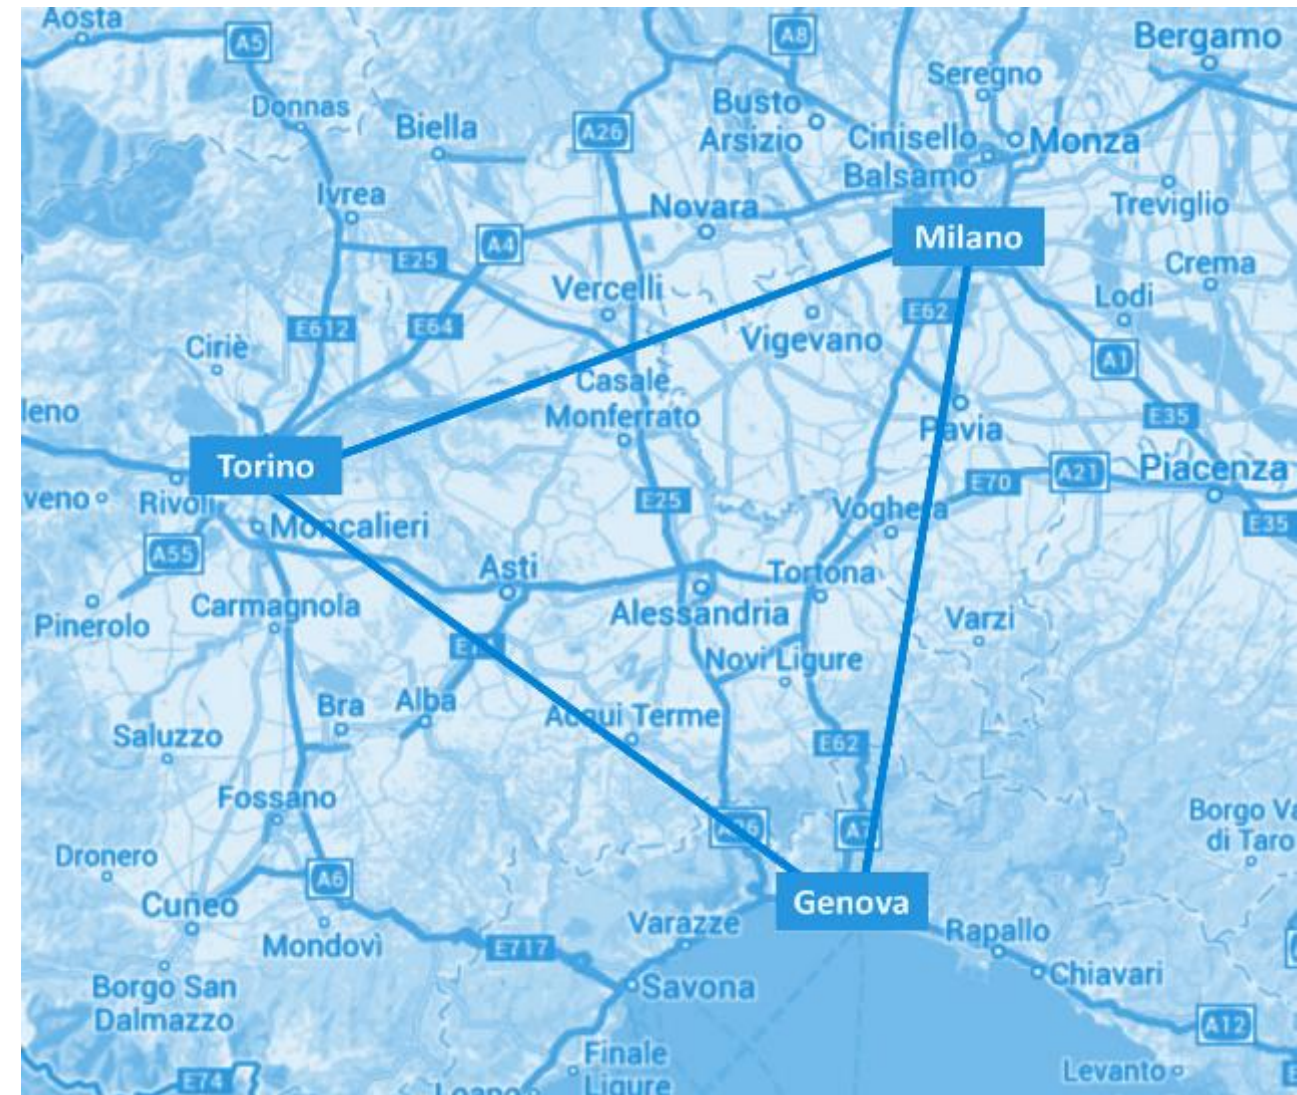 Aosta
A5
A8
Bergamo
Seregno
Donnas
Biella
A26
Busto
Arsizio
Cinisello
Balsamo
Monza
Ivrea
Novara
Treviglio
A4
Milano
E25
Crema
Vercelli
Lodi
E612
E64
E62
Ciriè
Vigevano
A1
Casale
Monferrato
leno
E35
Pavia
Torino
A21
Piacenza
E70
veno
Rivoli
E25
Voghera
E35
Moncalieri
A55
Asti
Tortona
Carmagnola
Alessandria
Pinerolo
Varzi
Novi Ligure
Bra
Alba
Acqui Terme
Saluzzo
E62
Fossano
Borgo Va
di Taro
A26
A7
Dronero
A6
Cuneo
Genova
Mondovì
Varazze
Rapallo
E717
Chiavari
Borgo San
Dalmazzo
Savona
A12
Finale
Ligure
Levanto
E74
Loano